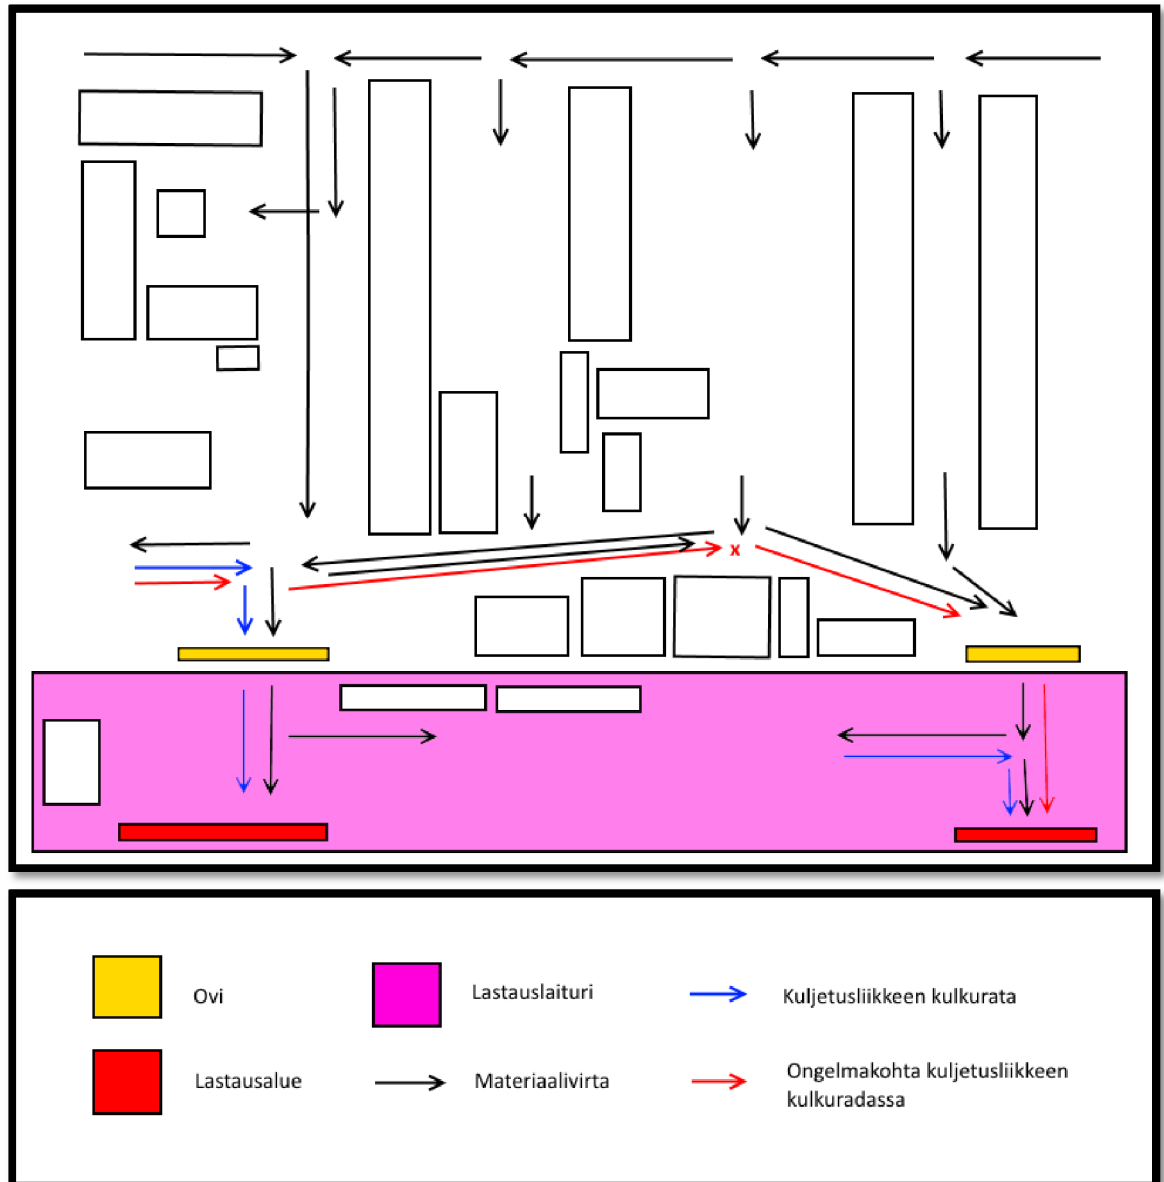 x
Ovi
Lastauslaituri
Kuljetusliikkeen kulkurata
Lastausalue
Materiaalivirta
Ongelmakohta kuljetusliikkeen
kulkuradassa